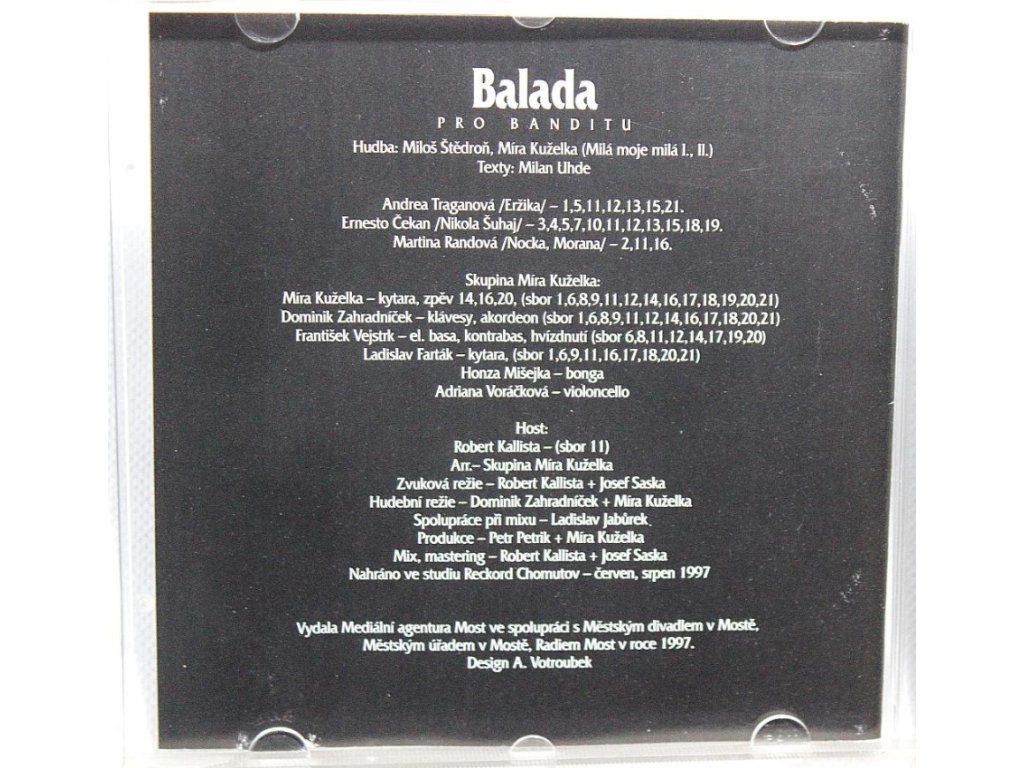 Balada
PRO BANDITU
Hudba: Miloš Štědroň, Míra Kuželka (Milá moje milá I., II.)
Texty: Milan Uhde
Andrea Traganová /Eržika/ – 1,5,11,12,13,15,21.
Ernesto Čekan /Nikola Šuhaj/ – 3,4,5,7,10,11,12,13,15,18,19.
Martina Randová /Nocka, Morana/ – 2,11,16.
Skupina Míra Kuželka:
Míra Kuželka – kytara, zpěv 14,16,20, (sbor 1,6,8,9,11,12,14,16,17,18,19,20,21)
Dominik Zahradníček – klávesy, akordeon (sbor 1,6,8,9,11,12,14,16,17,18,20,21)
František Vejstrk – el. basa, kontrabas, hvízdnutí (sbor 6,8,11,12,14,17,19,20)
Ladislav Farták – kytara, (sbor 1,6,9,11,16,17,18,20,21)
Honza Mišejka – bonga
Adriana Voráčková – violoncello
Host:
Robert Kallista – (sbor 11)
Arr.– Skupina Míra Kuželka
Zvuková režie – Robert Kallista + Josef Saska
Hudební režie – Dominik Zahradníček + Míra Kuželka
Spolupráce při mixu – Ladislav Jabůrek
Produkce – Petr Petrik + Míra Kuželka
Mix, mastering – Robert Kallista + Josef Saska
Nahráno ve studiu Reckord Chomutov – červen, srpen 1997
Vydala Mediální agentura Most ve spolupráci s Městským divadlem v Mostě,
Městským úřadem v Mostě, Radiem Most v roce 1997.
Design A. Votroubek